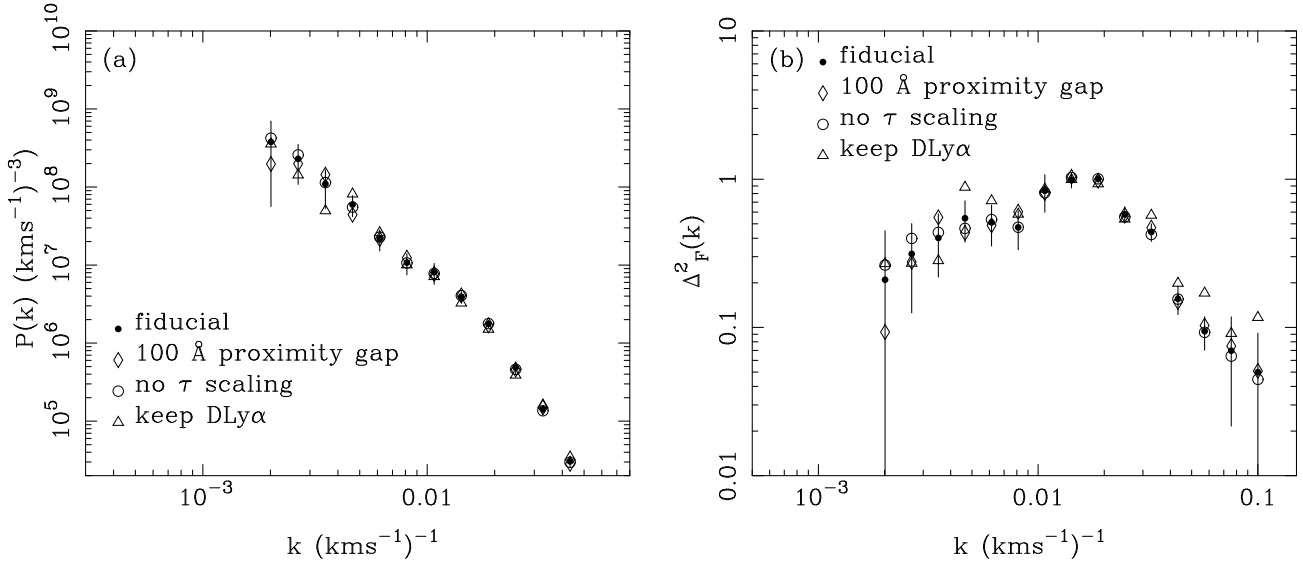 (a)
10^10
10^9
10^8
10^7
10^6
10^5
P(k) (kms^-1)^-3
fiducial
100 Å proximity gap
no τ scaling
keep DLyα
10^-3 0.01
k (kms^-1)^-1
(b)
fiducial
100 Å proximity gap
no τ scaling
keep DLyα
10
1
0.1
0.01
Δ^2_F(k)
10^-3 0.01 0.1
k (kms^-1)^-1